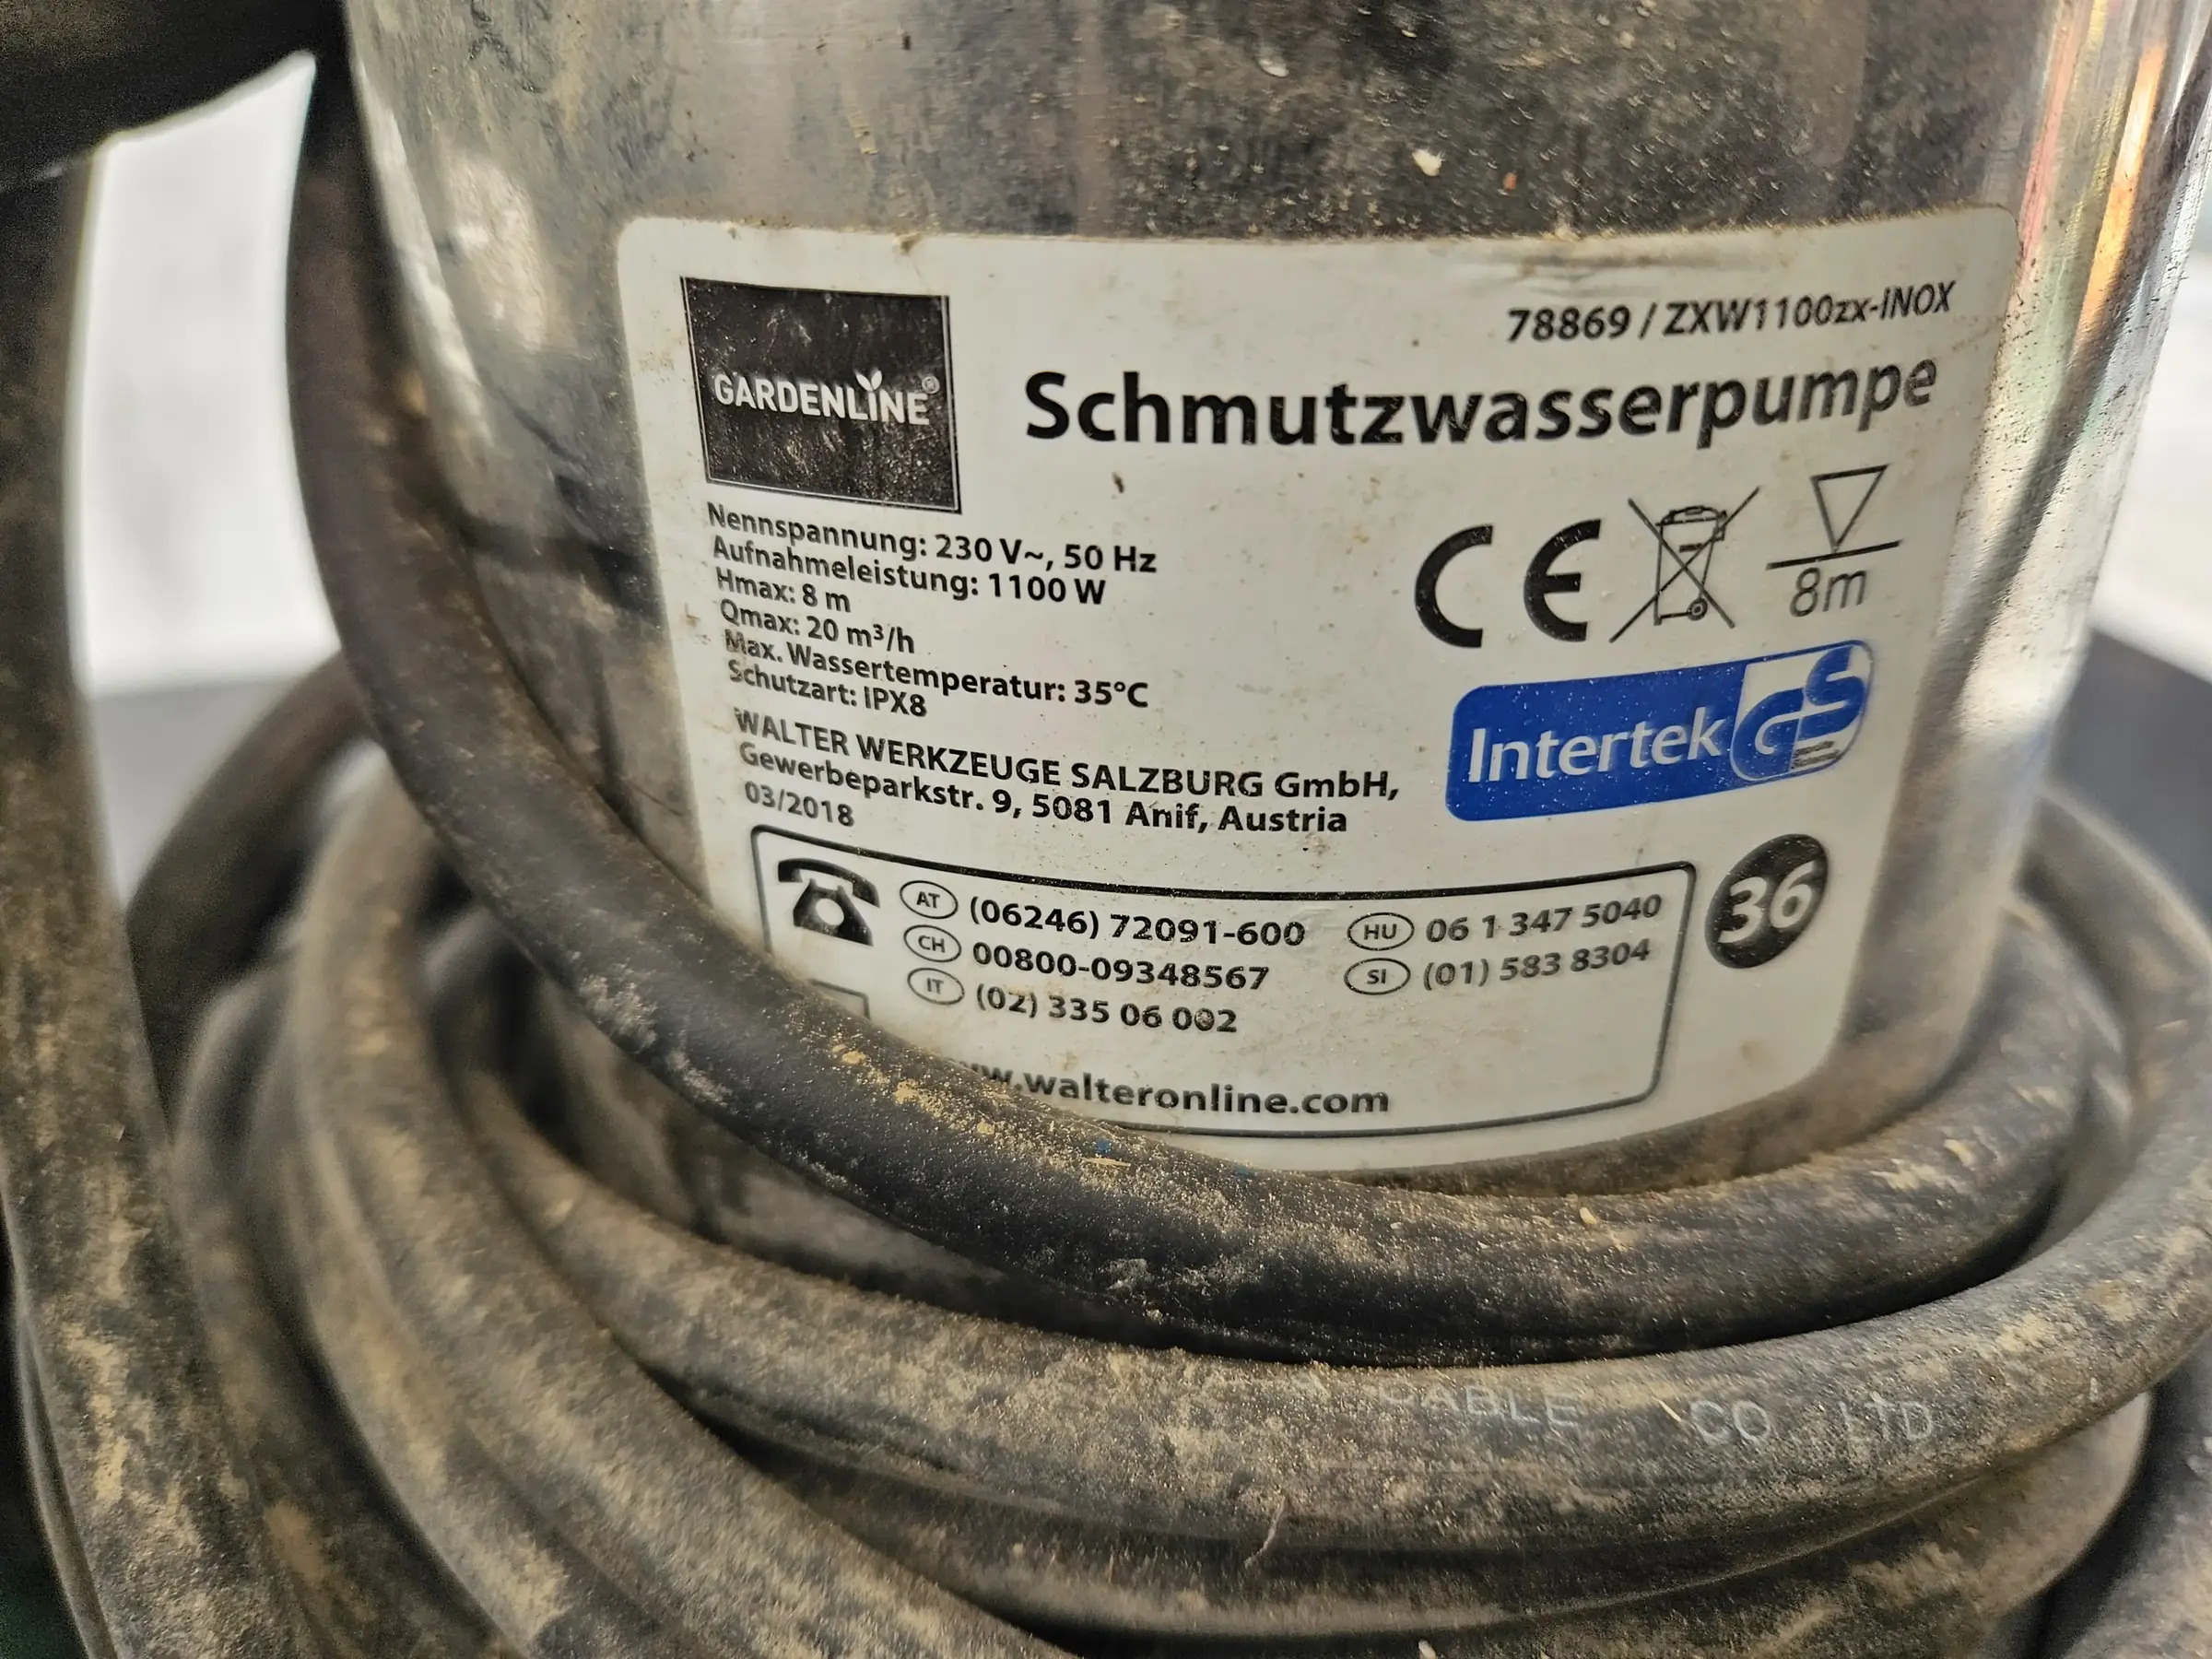 78869 / ZXW1100zx-iNOX
GARDENLINE®
Schmutzwasserpumpe
Nennspannung: 230 V~, 50 Hz
Aufnahmeleistung: 1100 W
Hmax: 8 m
Qmax: 20 m³/h
Max. Wassertemperatur: 35°C
Schutzart: IPX8
CE
8m
Intertek GS
WALTER WERKZEUGE SALZBURG GmbH,
Gewerbeparkstr. 9, 5081 Anif, Austria
03/2018
AT (06246) 72091-600
CH 00800-09348567
IT (02) 335 06 002
HU 06 1 347 5040
SI (01) 583 8304
36
w.walteronline.com
CABLE CO LTD